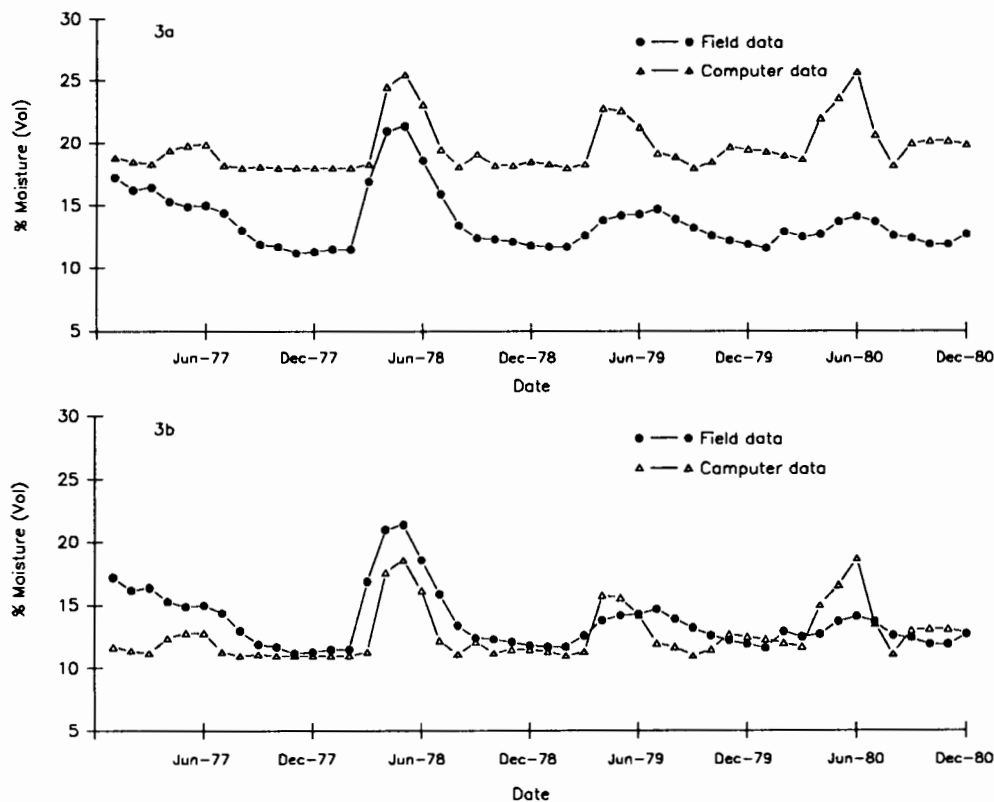 30
3a
Field data
Computer data
25
20
15
10
5
% Moisture (Vol)
Jun-77 Dec-77 Jun-78 Dec-78 Jun-79 Dec-79 Jun-80 Dec-80
Date
30
3b
Field data
Camputer data
25
20
15
10
5
% Moisture (Vol)
Jun-77 Dec-77 Jun-78 Dec-78 Jun-79 Dec-79 Jun-80 Dec-80
Date